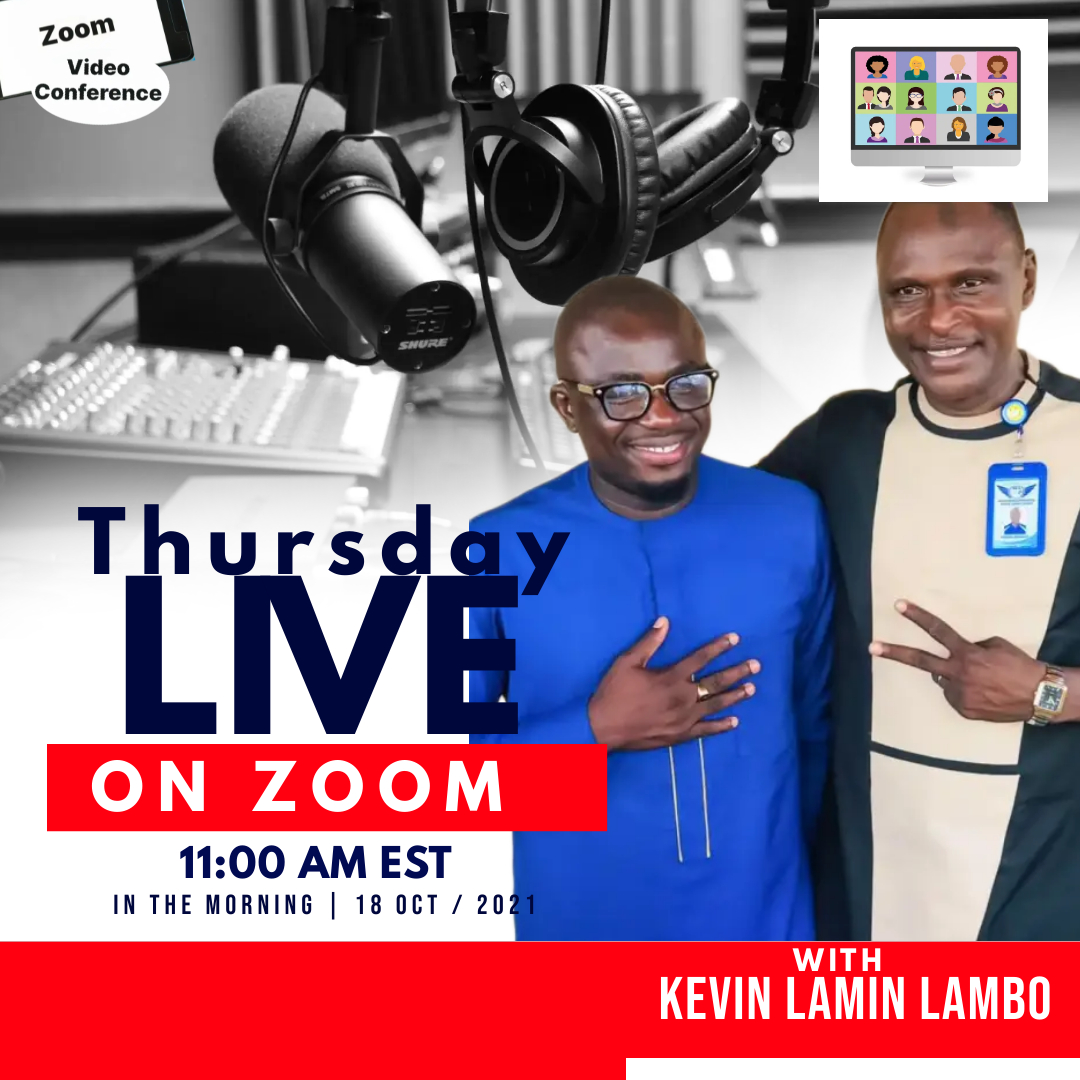 Zoom
Video
Conference
SHURE
Thursday
LIVE
ON ZOOM
11:00 AM EST
IN THE MORNING | 18 OCT / 2021
WITH
KEVIN LAMIN LAMBO